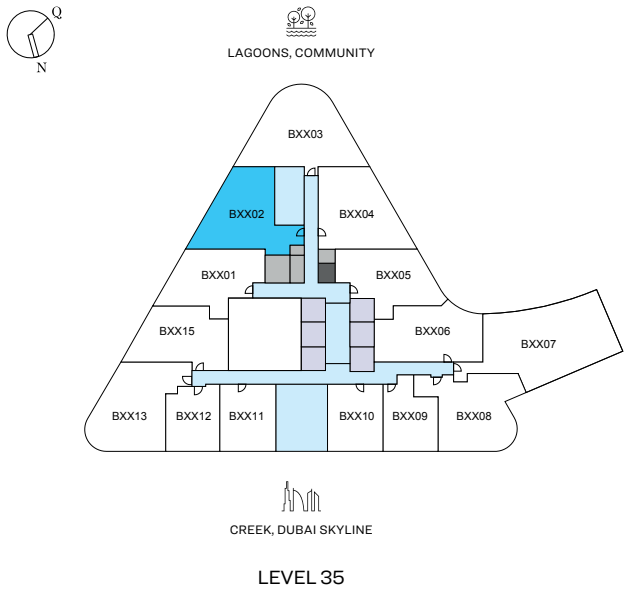 Q
N
LAGOONS, COMMUNITY
BXX03
BXX02
BXX04
BXX01
BXX05
BXX15
BXX06
BXX07
BXX13
BXX12
BXX11
BXX10
BXX09
BXX08
CREEK, DUBAI SKYLINE
LEVEL 35